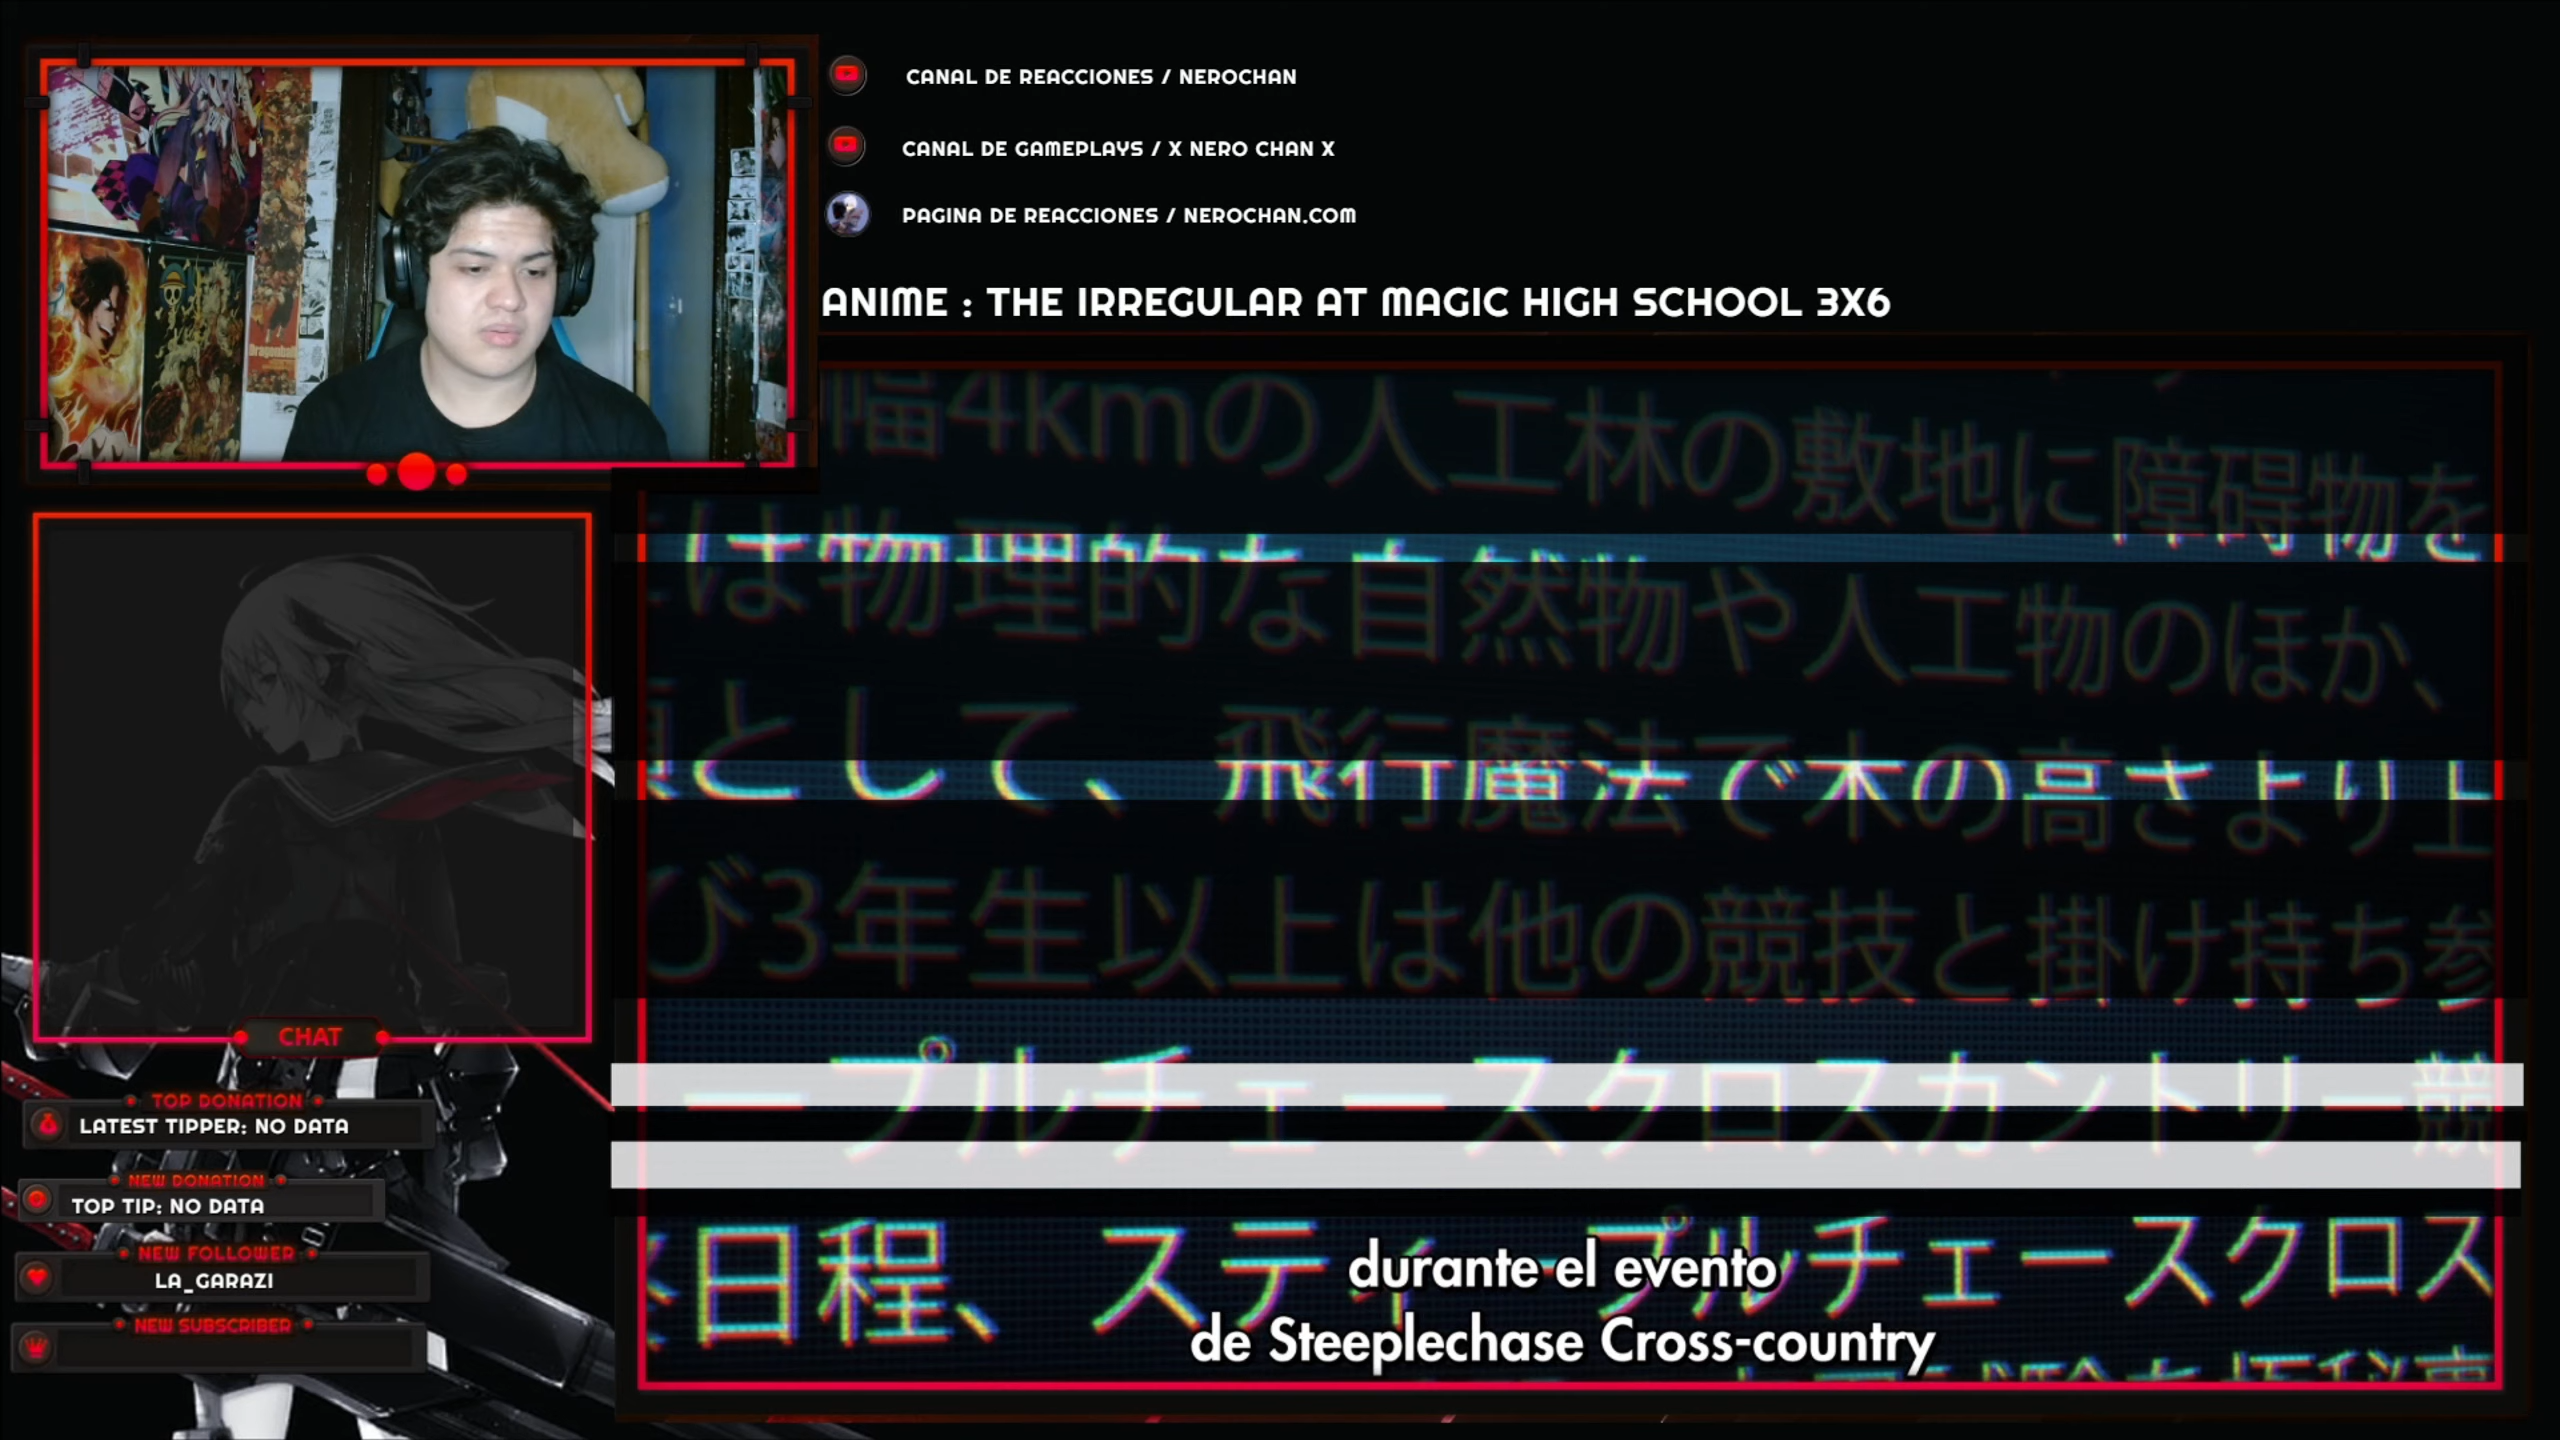 CANAL DE REACCIONES / NEROCHAN
CANAL DE GAMEPLAYS / X NERO CHAN X
PAGINA DE REACCIONES / NEROCHAN.COM
ANIME : THE IRREGULAR AT MAGIC HIGH SCHOOL 3X6
幅4kmの人工林の敷地に障碍物を
は物理的な自然物や人工物のほか、
として、飛行魔法で木の高さより上
び3年生以上は他の競技と掛け持ち参
ープルチェースクロスカントリー競
日程、スティープルチェースクロス
durante el evento
de Steeplechase Cross-country
CHAT
TOP DONATION
LATEST TIPPER: NO DATA
NEW DONATION
TOP TIP: NO DATA
NEW FOLLOWER
LA_GARAZI
NEW SUBSCRIBER